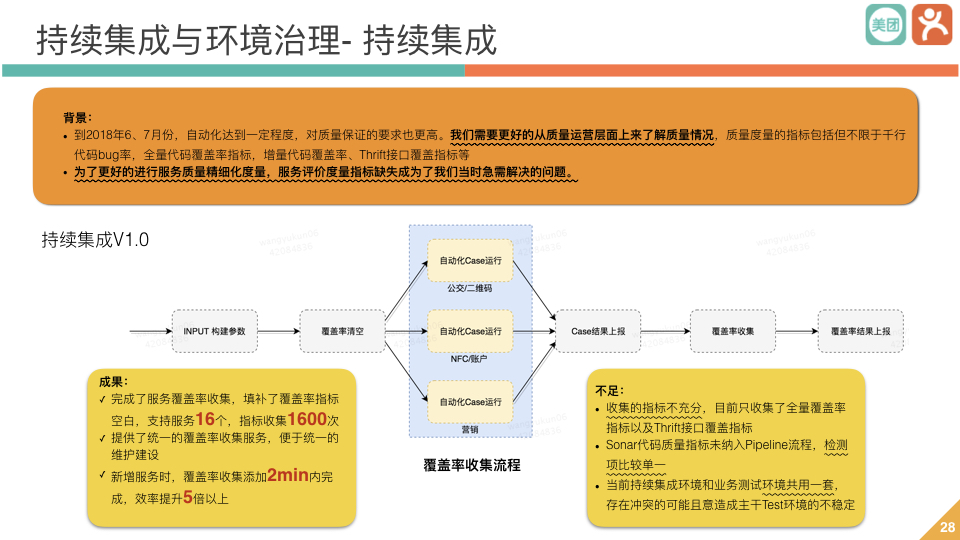 持续集成与环境治理- 持续集成
美团
背景：
• 到2018年6、7月份，自动化达到一定程度，对质量保证的要求也更高。我们需要更好的从质量运营层面上来了解质量情况，质量度量的指标包括但不限于千行
代码bug率，全量代码覆盖率指标，增量代码覆盖率、Thrift接口覆盖指标等
• 为了更好的进行服务质量精细化度量，服务评价度量指标缺失成为了我们当时急需解决的问题。
持续集成V1.0
INPUT 构建参数
覆盖率清空
自动化Case运行
公交/二维码
自动化Case运行
NFC/账户
自动化Case运行
营销
Case结果上报
覆盖率收集
覆盖率结果上报
覆盖率收集流程
成果：
✓ 完成了服务覆盖率收集，填补了覆盖率指标
空白，支持服务16个，指标收集1600次
✓ 提供了统一的覆盖率收集服务，便于统一的
维护建设
✓ 新增服务时，覆盖率收集添加2min内完
成，效率提升5倍以上
不足：
• 收集的指标不充分，目前只收集了全量覆盖率
指标以及Thrift接口覆盖指标
• Sonar代码质量指标未纳入Pipeline流程，检测
项比较单一
• 当前持续集成环境和业务测试环境共用一套，
存在冲突的可能且意造成主干Test环境的不稳定
28